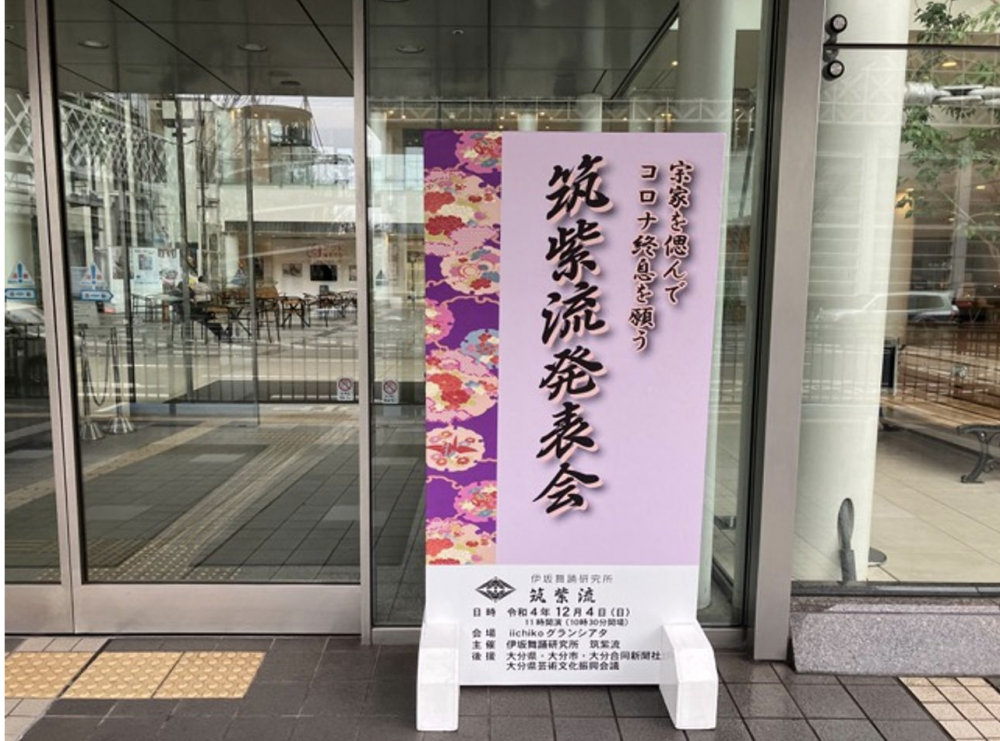 宗家を偲んで
コロナ終息を願う
筑紫流発表会
伊坂舞踊研究所
筑紫流
日時 令和4年12月4日（日）
11時開演（10時30分開場）
会場 iichikoグランシアタ
主催 伊坂舞踊研究所 筑紫流
後援 大分県・大分市・大分合同新聞社
大分県芸術文化振興会議